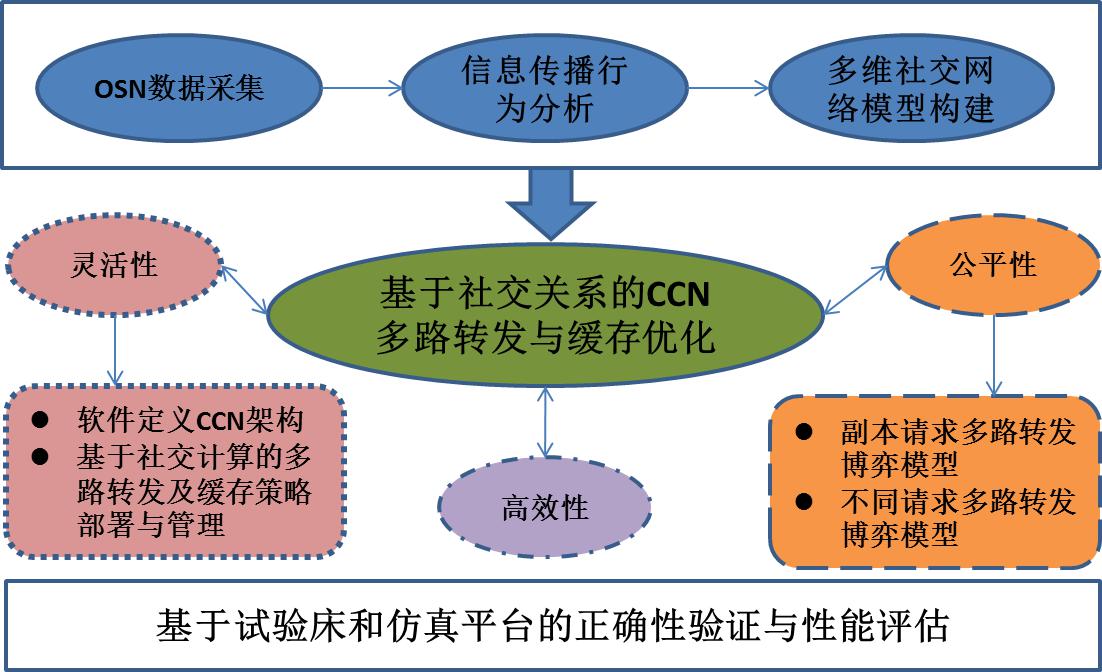 OSN数据采集
信息传播行
为分析
多维社交网
络模型构建
灵活性
基于社交关系的CCN
多路转发与缓存优化
公平性
● 软件定义CCN架构
● 基于社交计算的多
路转发及缓存策略
部署与管理
高效性
● 副本请求多路转发
博弈模型
● 不同请求多路转发
博弈模型
基于试验床和仿真平台的正确性验证与性能评估